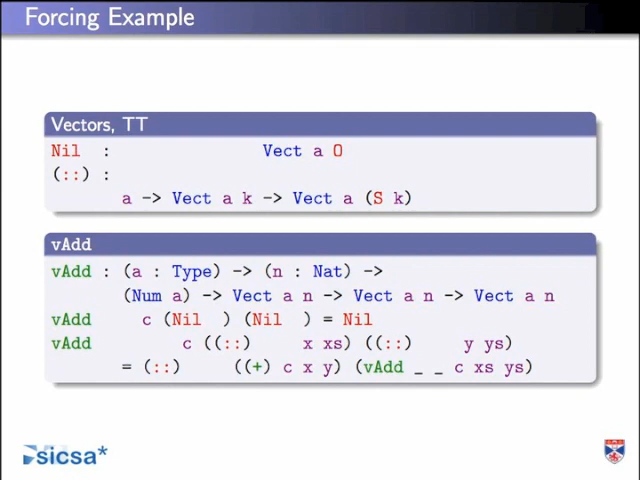 Forcing Example
Vectors, TT
Nil : Vect a O
(::) :
a -> Vect a k -> Vect a (S k)
vAdd
vAdd : (a : Type) -> (n : Nat) ->
(Num a) -> Vect a n -> Vect a n -> Vect a n
vAdd c (Nil ) (Nil ) = Nil
vAdd c ((::) x xs) ((::) y ys)
= (::) ((+) c x y) (vAdd _ _ c xs ys)
sicsa*